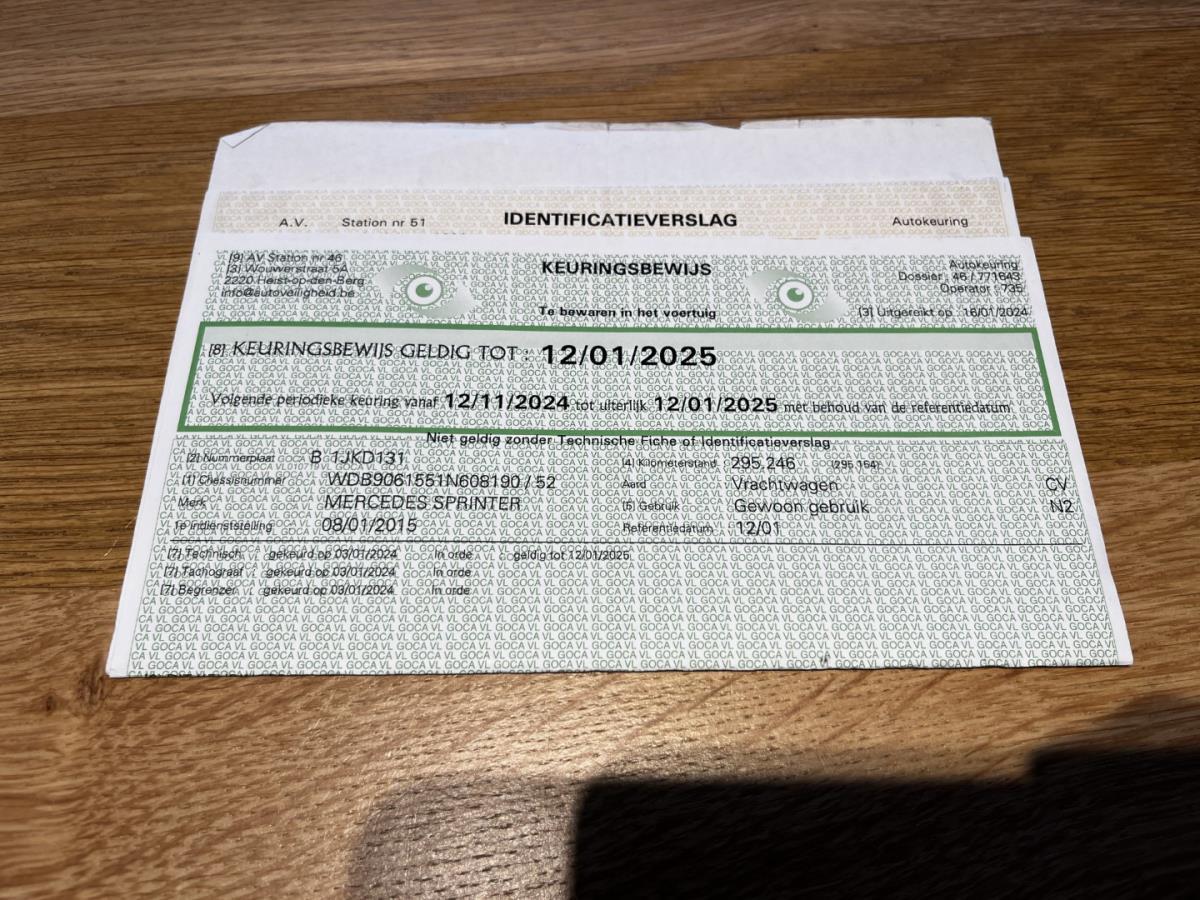 A.V. Station nr 51 IDENTIFICATIEVERSLAG Autokeuring
[9] AV Station nr 46
[3] Wouwerstraat 5A
2220 Heist-op-den-Berg
info@autoveiligheid.be
KEURINGSBEWIJS
Te bewaren in het voertuig
Autokeuring
Dossier : 46 / 771643
Operator : 735
[3] Uitgereikt op 16/01/2024
[8] KEURINGSBEWIJS GELDIG TOT : 12/01/2025
Volgende periodieke keuring vanaf 12/11/2024 tot uiterlijk 12/01/2025 met behoud van de referentiedatum
Niet geldig zonder Technische Fiche of Identificatieverslag
[2] Nummerplaat B 1JKD131 [4] Kilometerstand 295.246 (295.164)
[1] Chassisnummer WDB9061551N608190 / 52 Aard Vrachtwagen CV
Merk MERCEDES SPRINTER [5] Gebruik Gewoon gebruik N2
1e indienststelling 08/01/2015 Referentiedatum 12/01
[7] Technisch : gekeurd op 03/01/2024 In orde geldig tot 12/01/2025
[7] Tachograaf : gekeurd op 03/01/2024 In orde
[7] Begrenzer : gekeurd op 03/01/2024 In orde